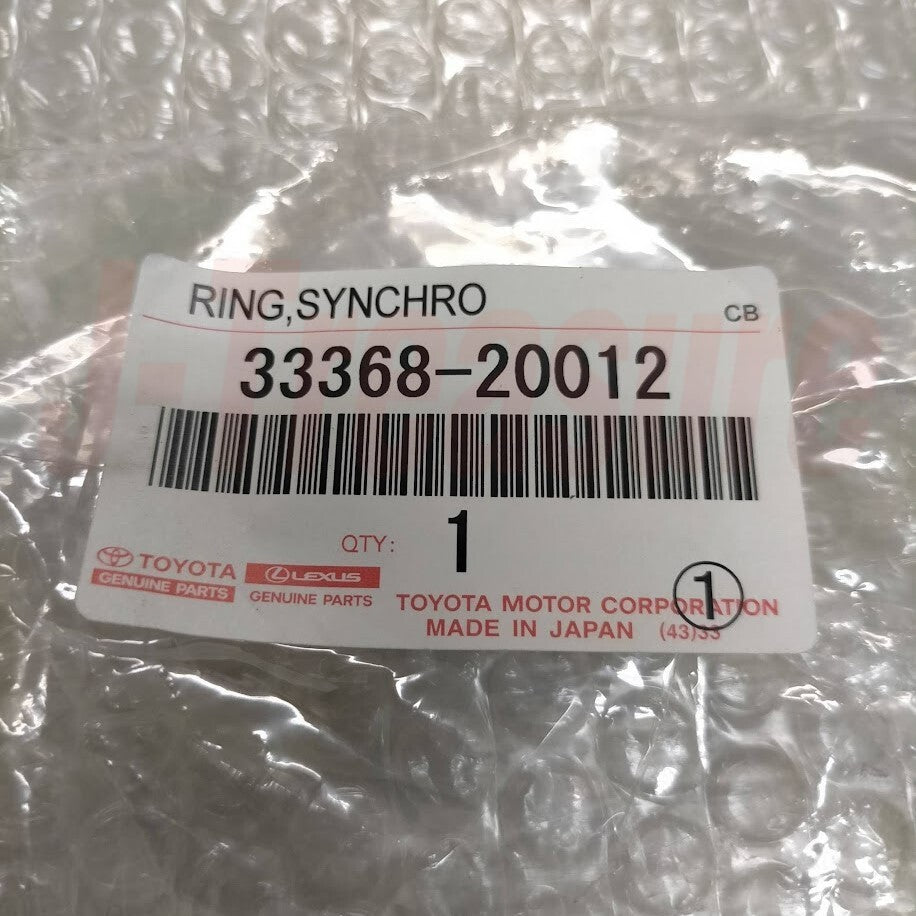 RING,SYNCHRO
CB
33368-20012
QTY: 1
TOYOTA
GENUINE PARTS
LEXUS
GENUINE PARTS
TOYOTA MOTOR CORPORATION
MADE IN JAPAN (43)33
1